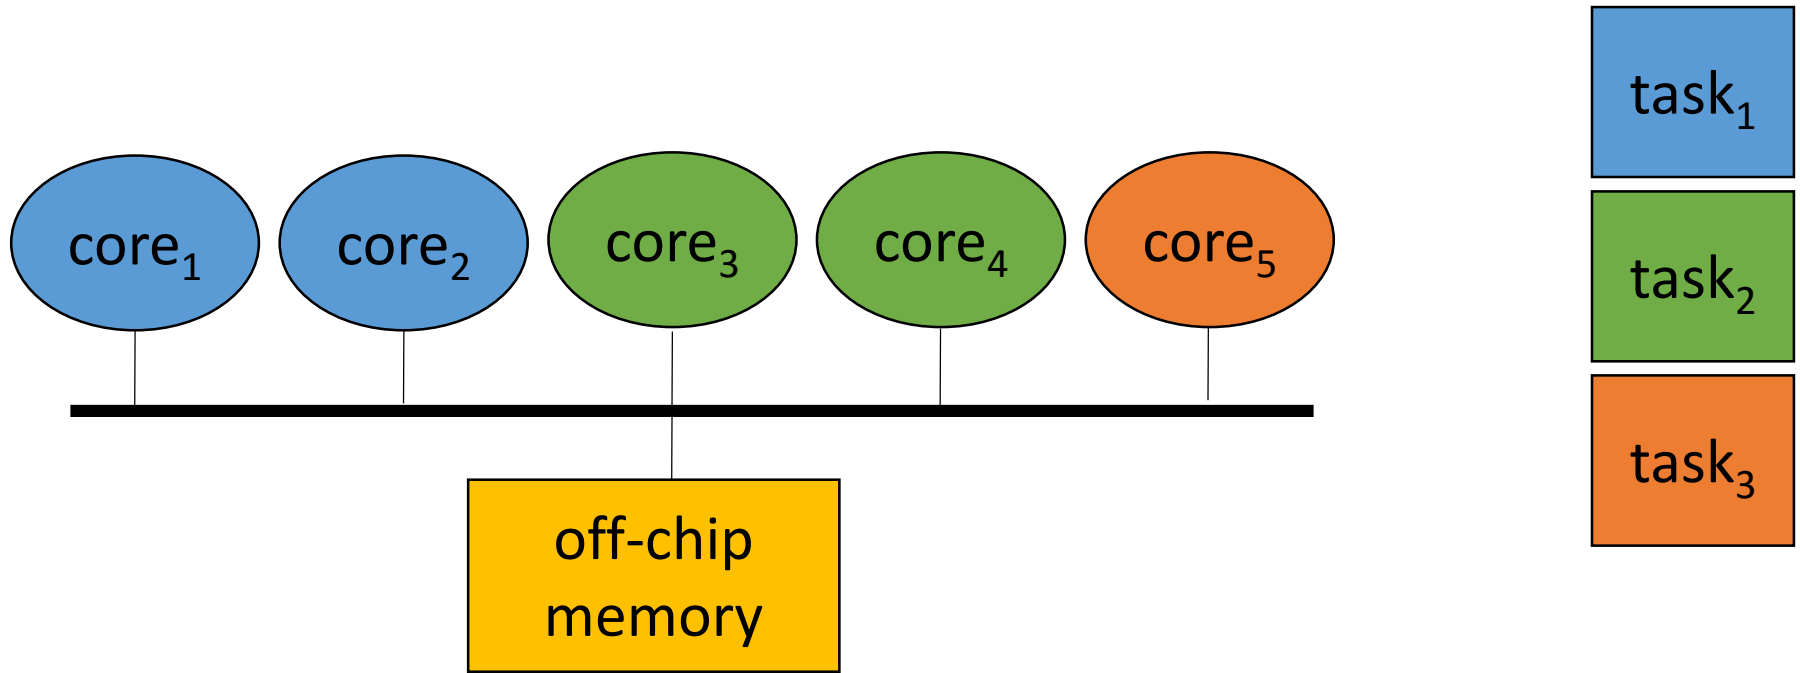 core₁
core₂
core₃
core₄
core₅
off-chip
memory
task₁
task₂
task₃